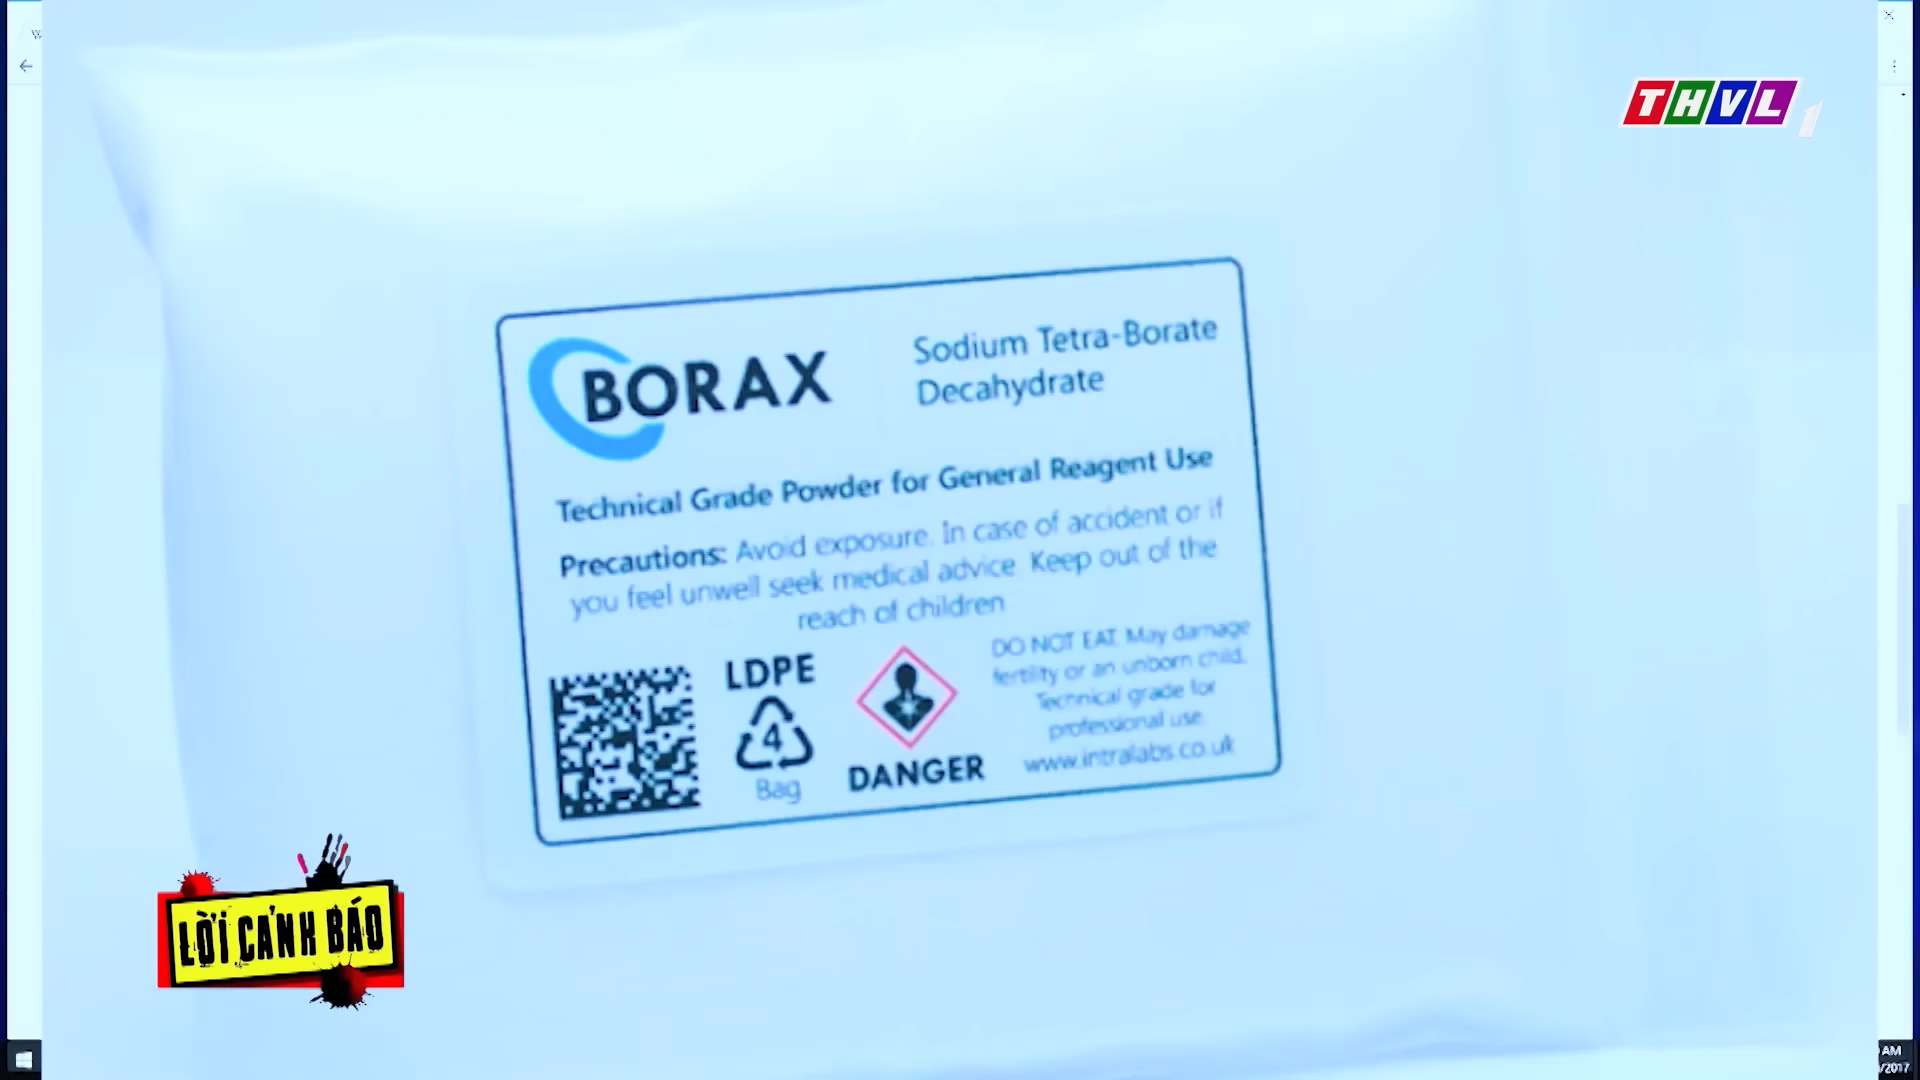 THVL 1
BORAX
Sodium Tetra-Borate
Decahydrate
Technical Grade Powder for General Reagent Use
Precautions: Avoid exposure. In case of accident or if
you feel unwell seek medical advice. Keep out of the
reach of children
LDPE
4
Bag
DANGER
DO NOT EAT. May damage
fertility or an unborn child.
Technical grade for
professional use.
www.intralabs.co.uk
LỜI CẢNH BÁO
AM
/2017